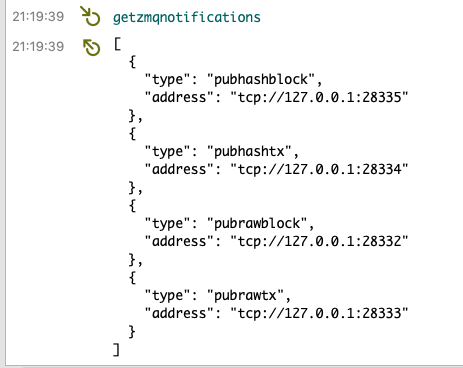 21:19:39 getzmqnotifications
21:19:39 [
  {
    "type": "pubhashblock",
    "address": "tcp://127.0.0.1:28335"
  },
  {
    "type": "pubhashtx",
    "address": "tcp://127.0.0.1:28334"
  },
  {
    "type": "pubrawblock",
    "address": "tcp://127.0.0.1:28332"
  },
  {
    "type": "pubrawtx",
    "address": "tcp://127.0.0.1:28333"
  }
]